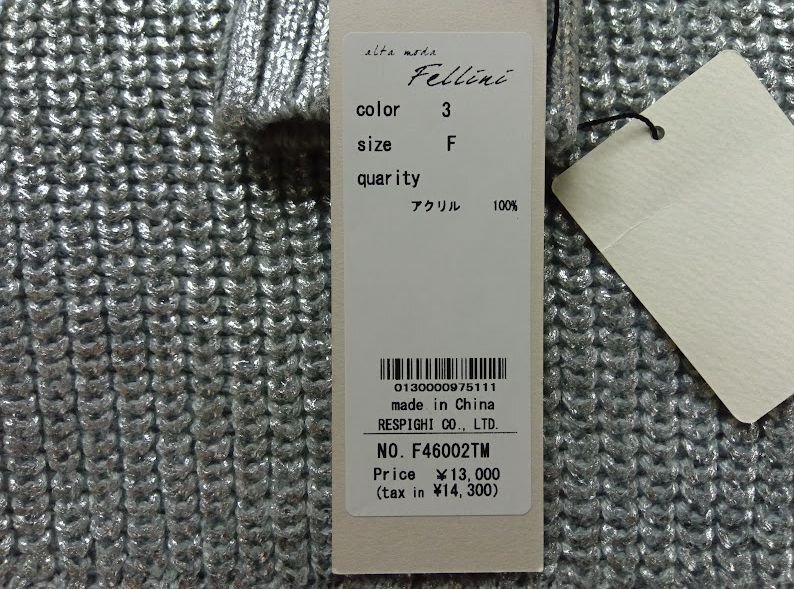 alta moda
Fellini
color 3
size F
quarity
アクリル 100%
0130000975111
made in China
RESPIGHI CO., LTD.
NO. F46002TM
Price ¥13,000
(tax in ¥14,300)